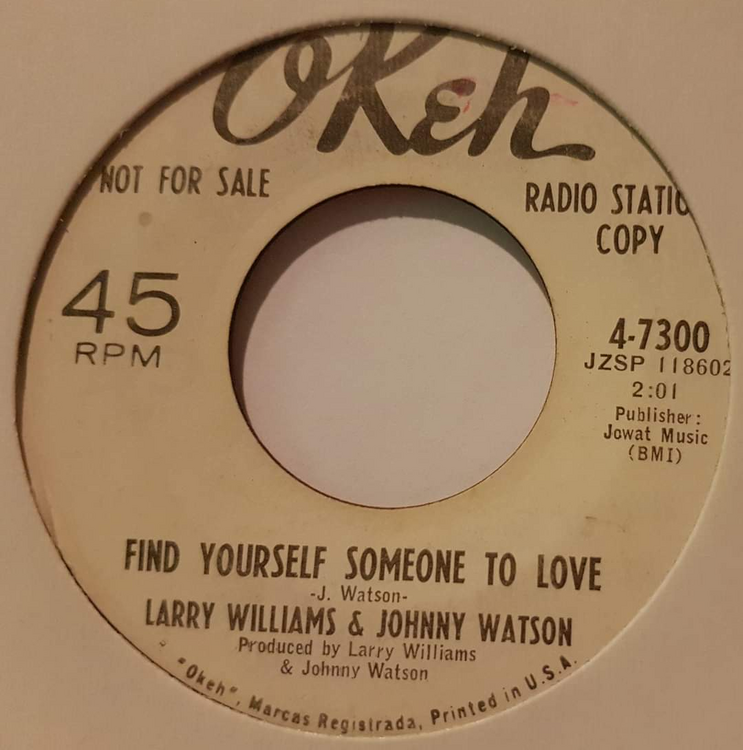 OKeh
NOT FOR SALE
RADIO STATIO
COPY
45
RPM
4-7300
JZSP 118602
2:01
Publisher:
Jowat Music
(BMI)
FIND YOURSELF SOMEONE TO LOVE
-J. Watson-
LARRY WILLIAMS & JOHNNY WATSON
Produced by Larry Williams
& Johnny Watson
"Okeh", Marcas Registrada, Printed in U.S.A.